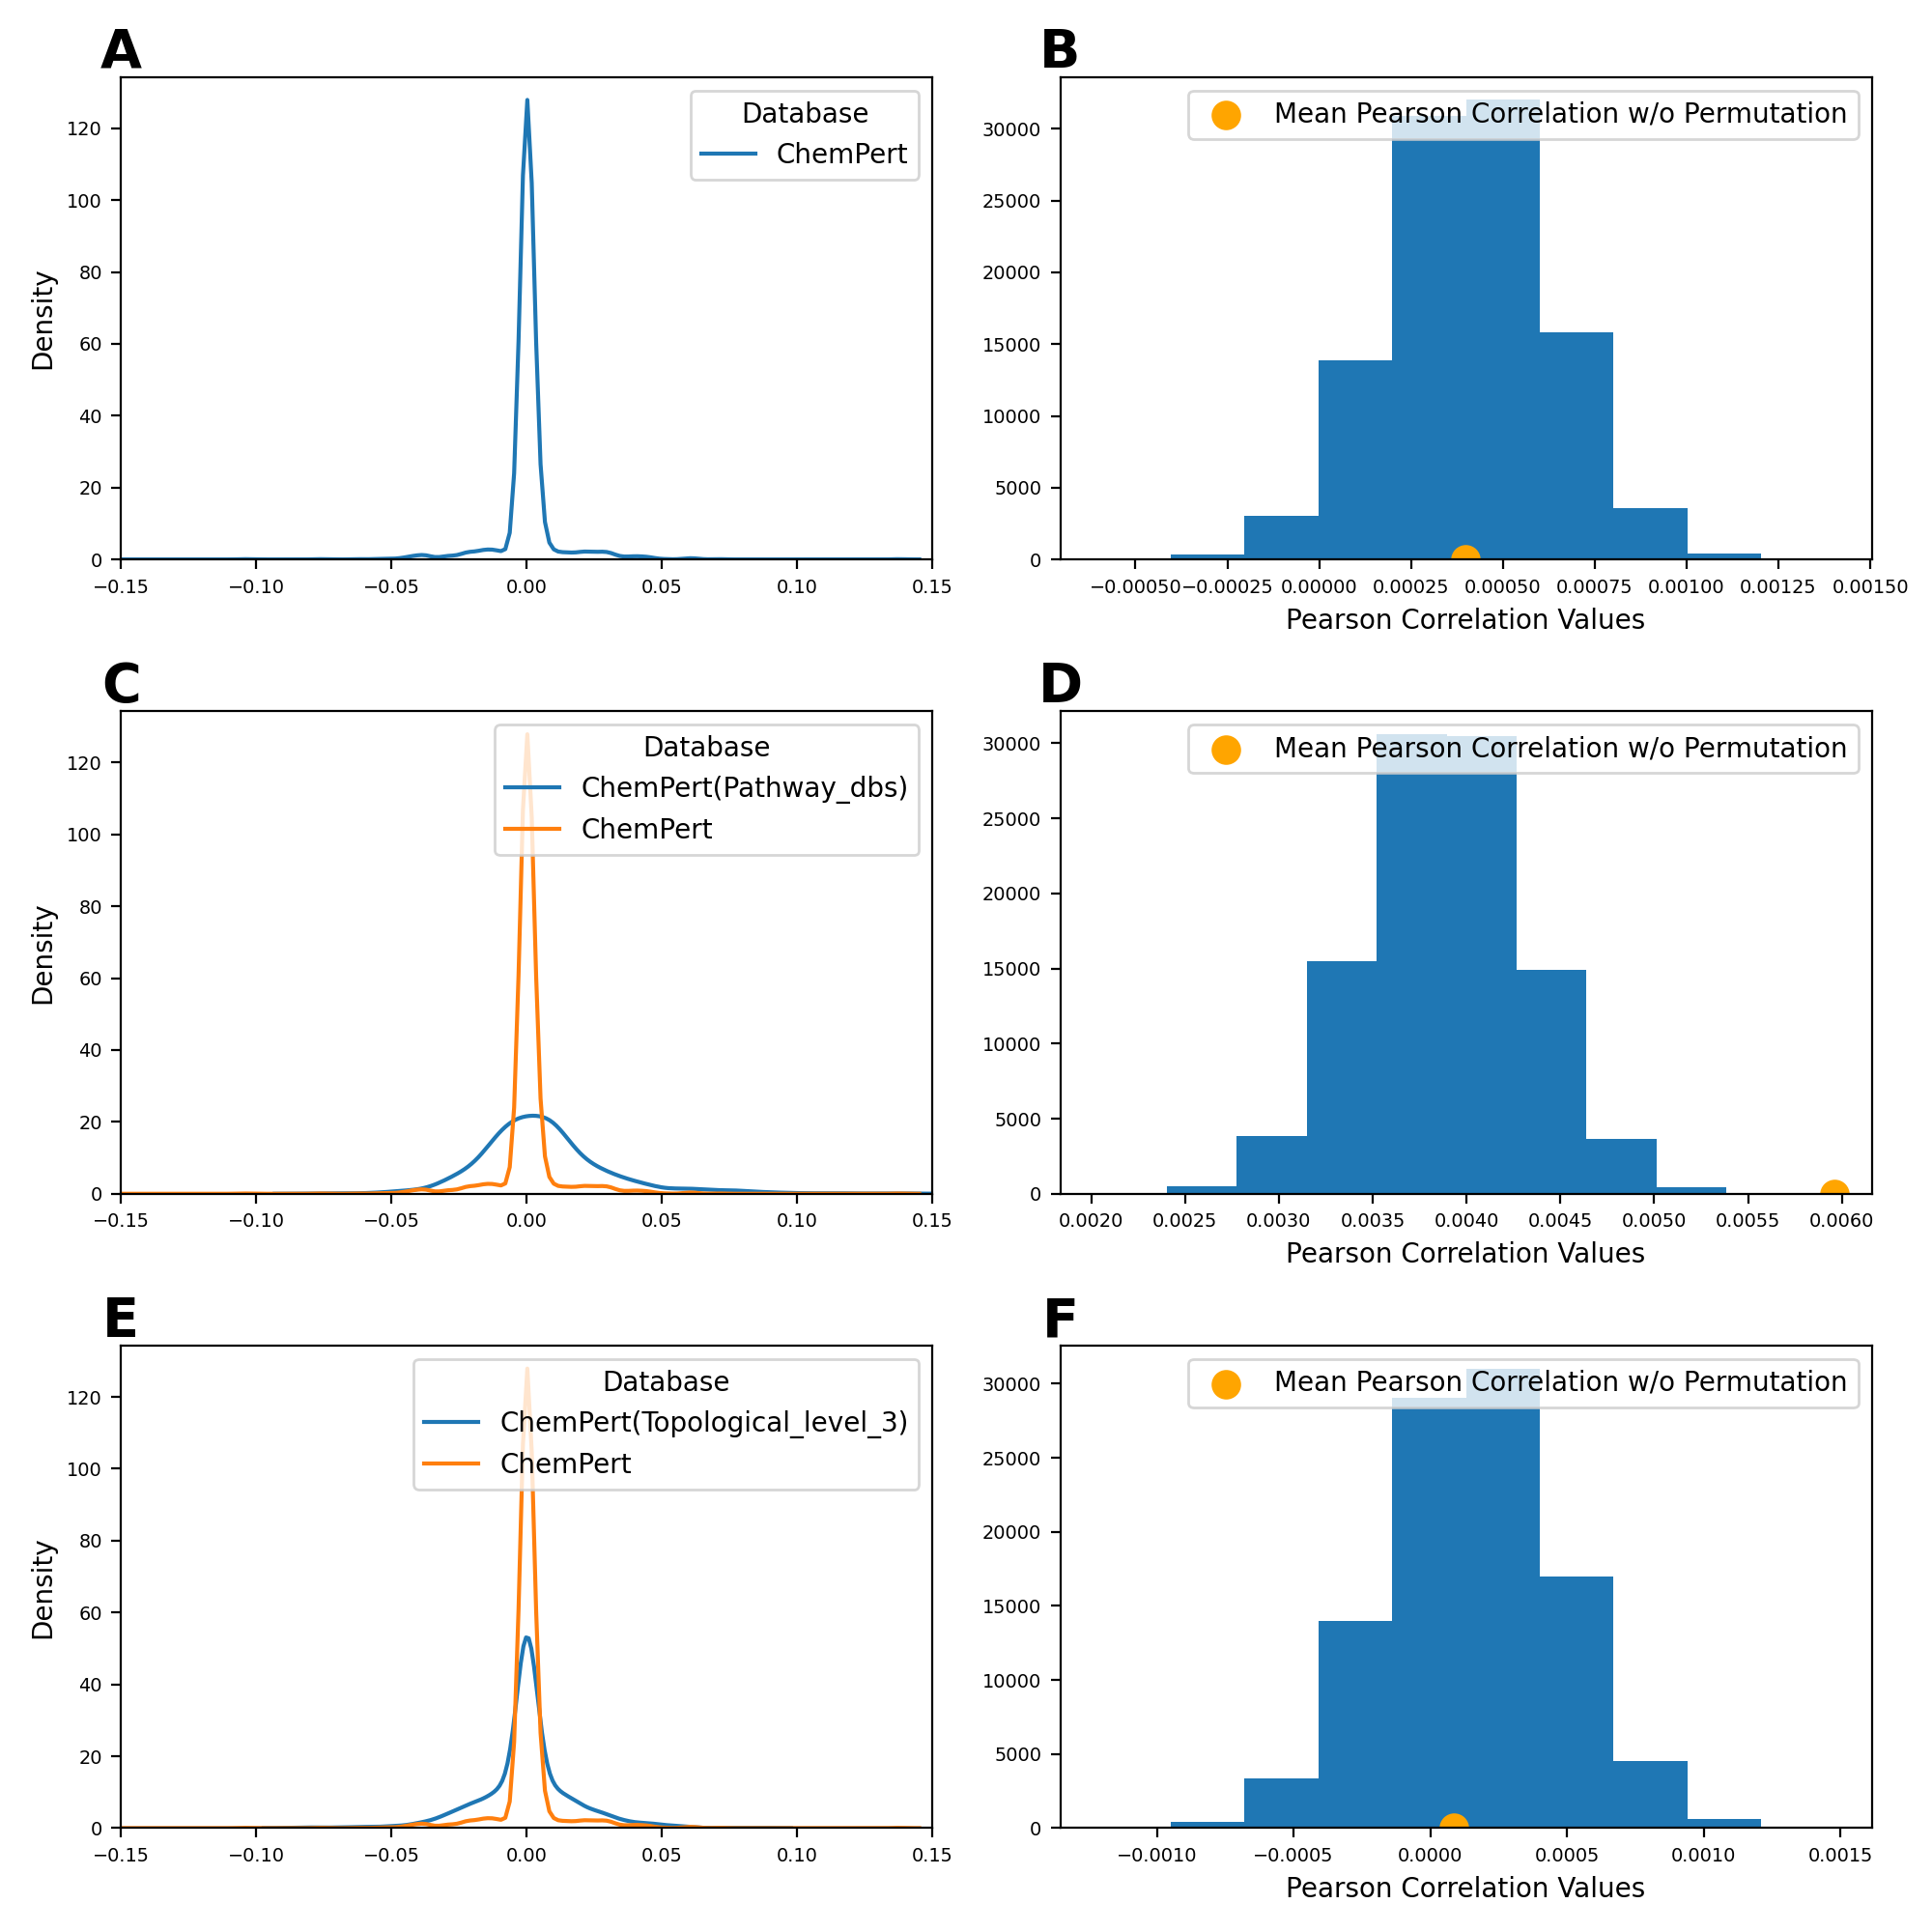 A
Database
ChemPert
Density
120
100
80
60
40
20
0
−0.15 −0.10 −0.05 0.00 0.05 0.10 0.15
B
Mean Pearson Correlation w/o Permutation
30000
25000
20000
15000
10000
5000
0
−0.00050 −0.00025 0.00000 0.00025 0.00050 0.00075 0.00100 0.00125 0.00150
Pearson Correlation Values
C
Database
ChemPert(Pathway_dbs)
ChemPert
Density
120
100
80
60
40
20
0
−0.15 −0.10 −0.05 0.00 0.05 0.10 0.15
D
Mean Pearson Correlation w/o Permutation
30000
25000
20000
15000
10000
5000
0
0.0020 0.0025 0.0030 0.0035 0.0040 0.0045 0.0050 0.0055 0.0060
Pearson Correlation Values
E
Database
ChemPert(Topological_level_3)
ChemPert
Density
120
100
80
60
40
20
0
−0.15 −0.10 −0.05 0.00 0.05 0.10 0.15
F
Mean Pearson Correlation w/o Permutation
30000
25000
20000
15000
10000
5000
0
−0.0010 −0.0005 0.0000 0.0005 0.0010 0.0015
Pearson Correlation Values